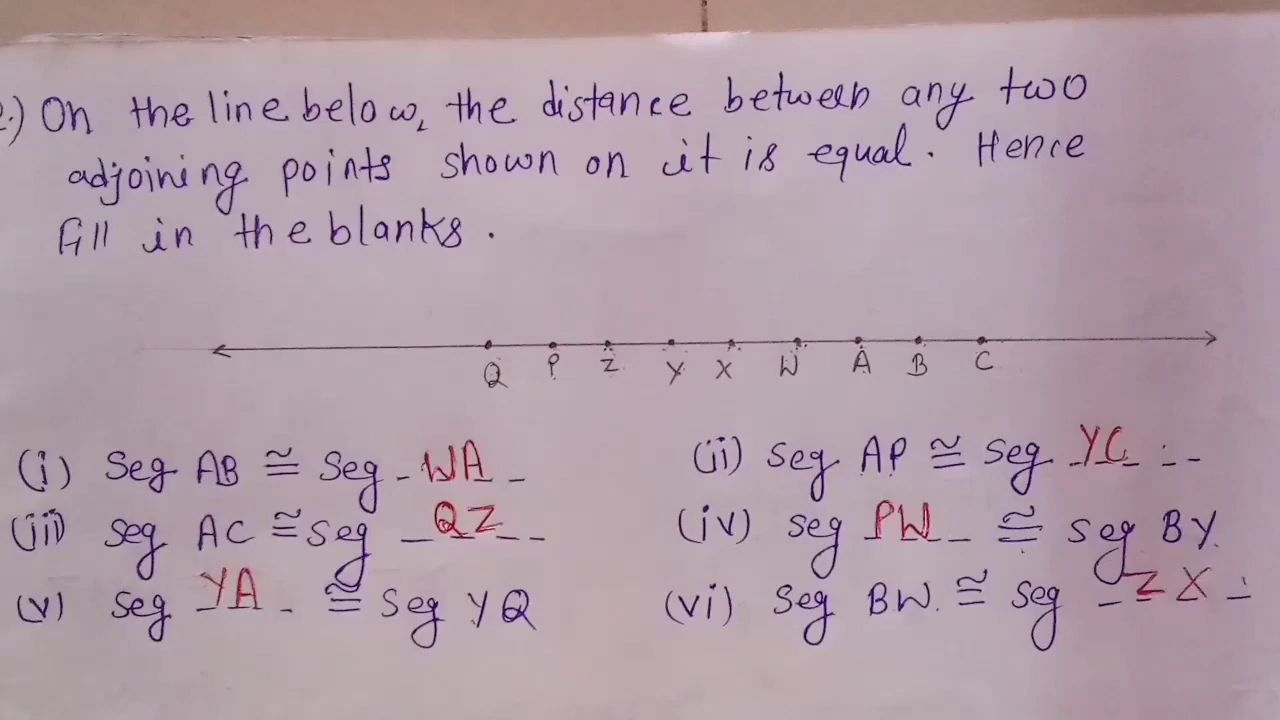 2.) On the line below, the distance between any two
adjoining points shown on it is equal. Hence
fill in the blanks.
Q P Z Y X W A B C
(i) Seg AB ≅ Seg WA (ii) Seg AP ≅ Seg YC
(iii) Seg AC ≅ Seg QZ (iv) Seg PW ≅ Seg BY
(v) Seg YA ≅ Seg YQ (vi) Seg BW ≅ Seg ZX